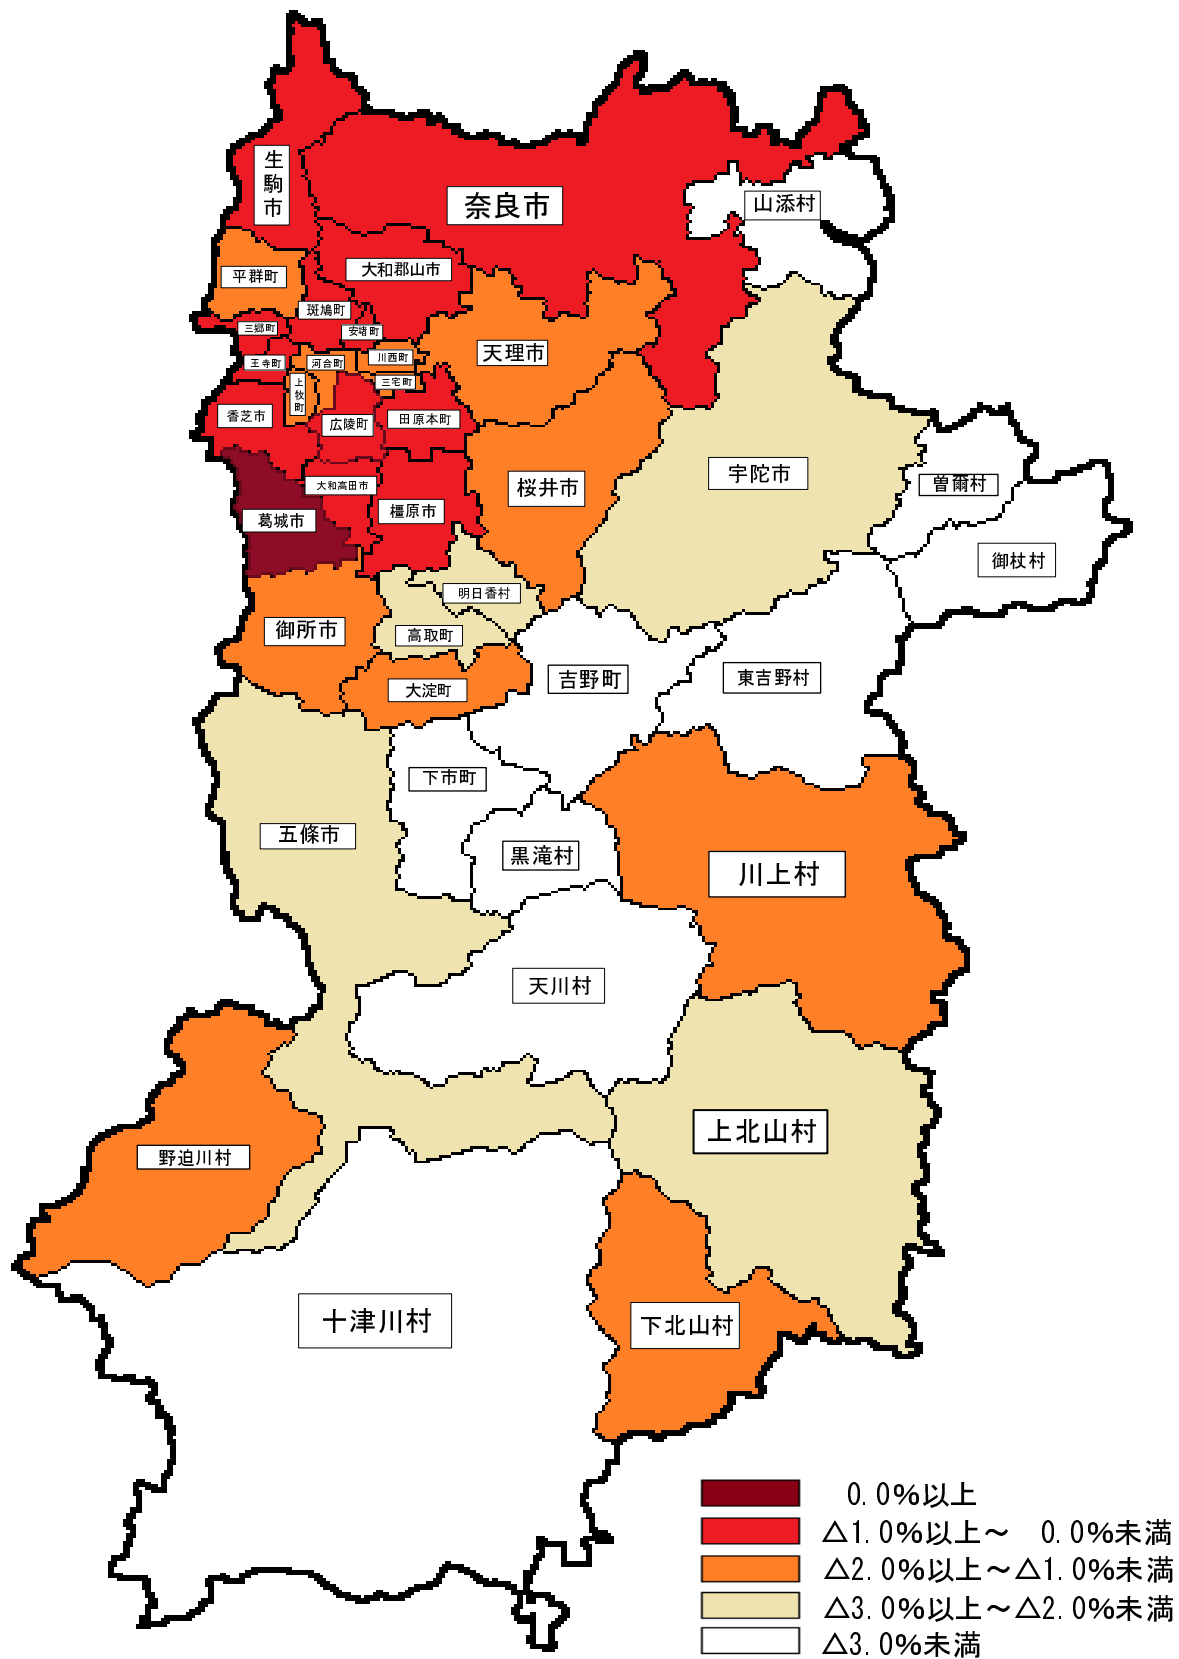 生駒市
奈良市
山添村
大和郡山市
平群町
斑鳩町
三郷町
安堵町
天理市
川西町
王寺町
河合町
三宅町
上牧町
香芝市
広陵町
田原本町
宇陀市
曽爾村
大和高田市
桜井市
橿原市
葛城市
御杖村
明日香村
御所市
高取町
吉野町
東吉野村
大淀町
下市町
五條市
黒滝村
川上村
天川村
上北山村
野迫川村
十津川村
下北山村
0.0%以上
△1.0%以上～ 0.0%未満
△2.0%以上～△1.0%未満
△3.0%以上～△2.0%未満
△3.0%未満